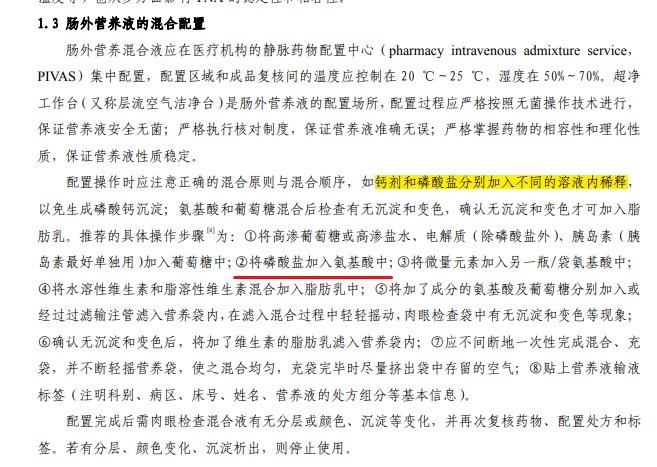 1.3 肠外营养液的混合配置
肠外营养混合液应在医疗机构的静脉药物配置中心（pharmacy intravenous admixture service，
PIVAS）集中配置，配置区域和成品复核间的温度应控制在 20 ℃～25 ℃，湿度在 50%～70%。超净
工作台（又称层流空气洁净台）是肠外营养液的配置场所，配置过程应严格按照无菌操作技术进行，
保证营养液安全无菌；严格执行核对制度，保证营养液准确无误；严格掌握药物的相容性和理化性
质，保证营养液性质稳定。
配置操作时应注意正确的混合原则与混合顺序，如钙剂和磷酸盐分别加入不同的溶液内稀释，
以免生成磷酸钙沉淀；氨基酸和葡萄糖混合后检查有无沉淀和变色，确认无沉淀和变色才可加入脂
肪乳。推荐的具体操作步骤[4]为：①将高渗葡萄糖或高渗盐水、电解质（除磷酸盐外）、胰岛素（胰
岛素最好单独用）加入葡萄糖中；②将磷酸盐加入氨基酸中；③将微量元素加入另一瓶/袋氨基酸中；
④将水溶性维生素和脂溶性维生素混合加入脂肪乳中；⑤将加了成分的氨基酸及葡萄糖分别加入或
经过过滤输注管滤入营养袋内，在滤入混合过程中轻轻摇动，肉眼检查袋中有无沉淀和变色等现象；
⑥确认无沉淀和变色后，将加了维生素的脂肪乳滤入营养袋内；⑦应不间断地一次性完成混合、充
袋，并不断轻摇营养袋，使之混合均匀，充袋完毕时尽量挤出袋中存留的空气；⑧贴上营养液输液
标签（注明科别、病区、床号、姓名、营养液的处方组分等基本信息）。
配置完成后需肉眼检查混合液有无分层或颜色、沉淀等变化，并再次复核药物、配置处方和标
签。若有分层、颜色变化、沉淀析出，则停止使用。